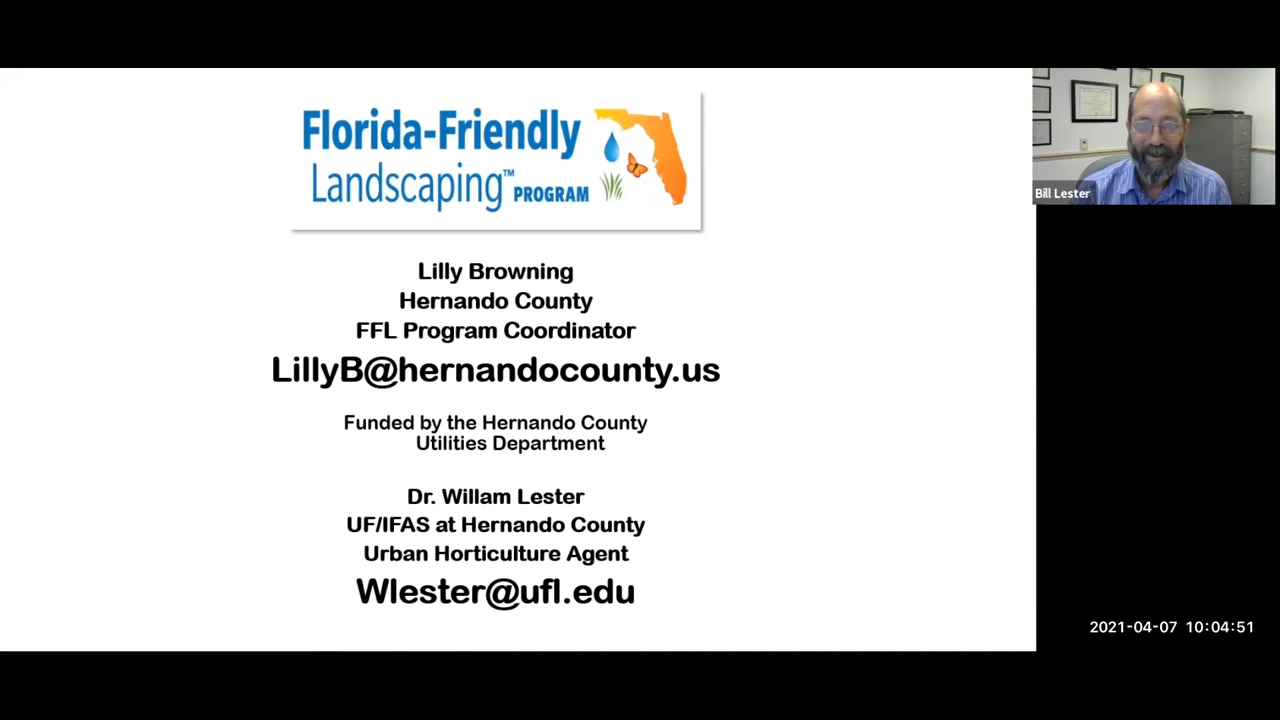 Florida-Friendly
Landscaping™ PROGRAM
Lilly Browning
Hernando County
FFL Program Coordinator
LillyB@hernandocounty.us
Funded by the Hernando County
Utilities Department
Dr. Willam Lester
UF/IFAS at Hernando County
Urban Horticulture Agent
Wlester@ufl.edu
Bill Lester
2021-04-07 10:04:51